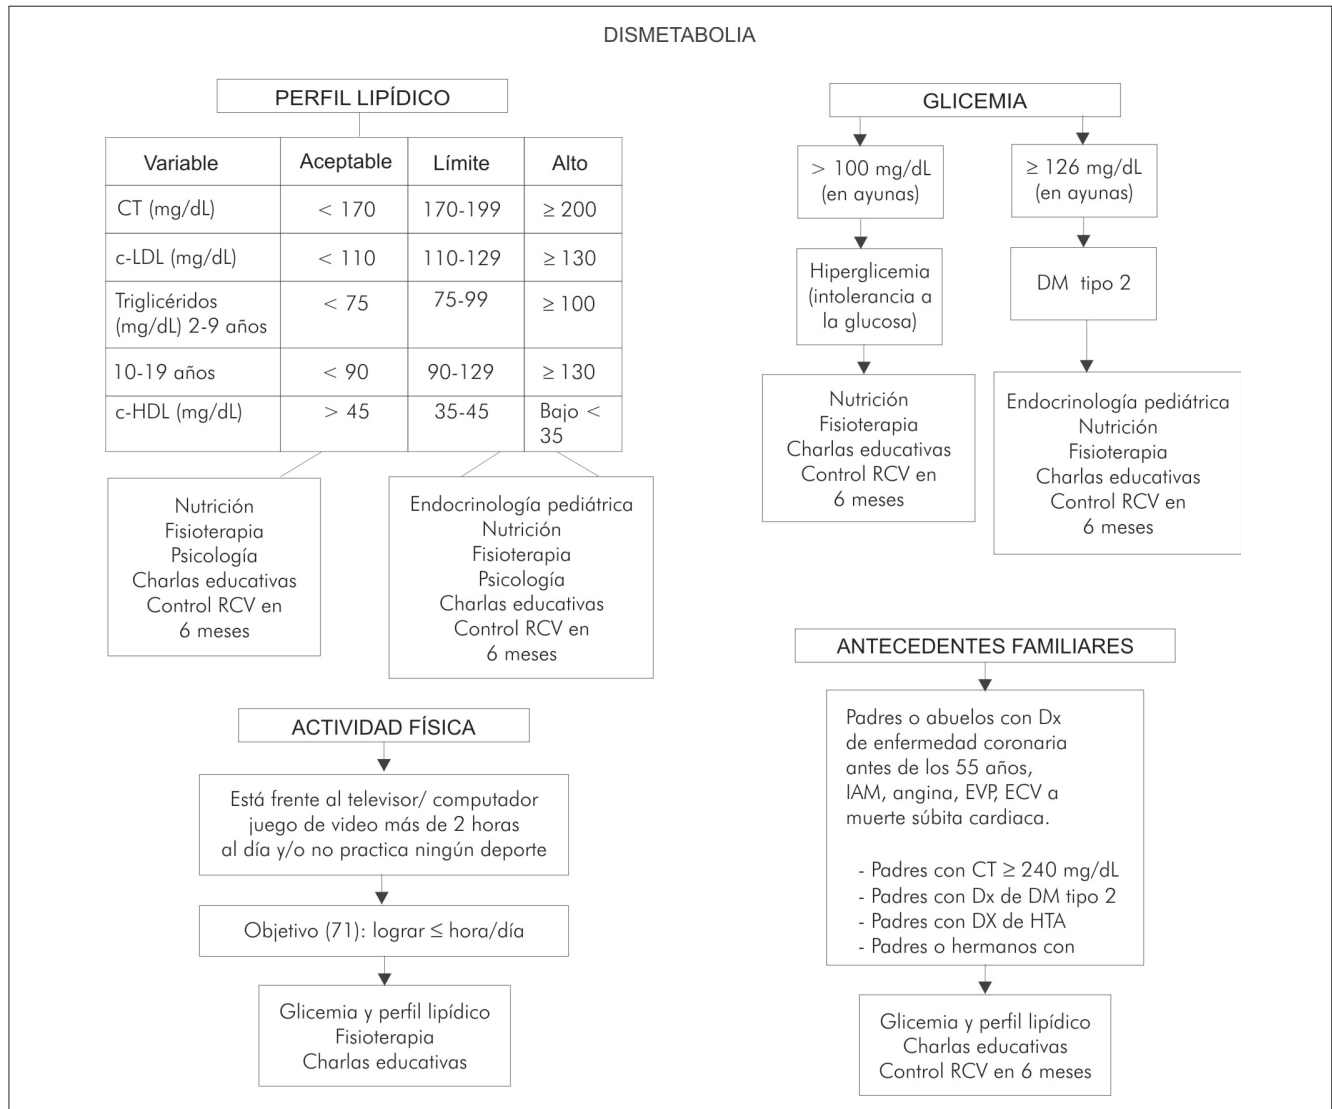 DISMETABOLIA
PERFIL LIPÍDICO
Variable Aceptable Límite Alto
CT (mg/dL) < 170 170-199 ≥ 200
c-LDL (mg/dL) < 110 110-129 ≥ 130
Triglicéridos
(mg/dL) 2-9 años < 75 75-99 ≥ 100
10-19 años < 90 90-129 ≥ 130
c-HDL (mg/dL) > 45 35-45 Bajo <
35
Nutrición
Fisioterapia
Psicología
Charlas educativas
Control RCV en
6 meses
Endocrinología pediátrica
Nutrición
Fisioterapia
Psicología
Charlas educativas
Control RCV en
6 meses
GLICEMIA
> 100 mg/dL
(en ayunas)
Hiperglicemia
(intolerancia a
la glucosa)
Nutrición
Fisioterapia
Charlas educativas
Control RCV en
6 meses
≥ 126 mg/dL
(en ayunas)
DM tipo 2
Endocrinología pediátrica
Nutrición
Fisioterapia
Charlas educativas
Control RCV en
6 meses
ACTIVIDAD FÍSICA
Está frente al televisor/ computador
juego de video más de 2 horas
al día y/o no practica ningún deporte
Objetivo (71): lograr ≤ hora/día
Glicemia y perfil lipídico
Fisioterapia
Charlas educativas
ANTECEDENTES FAMILIARES
Padres o abuelos con Dx
de enfermedad coronaria
antes de los 55 años,
IAM, angina, EVP, ECV a
muerte súbita cardiaca.
- Padres con CT ≥ 240 mg/dL
- Padres con Dx de DM tipo 2
- Padres con DX de HTA
- Padres o hermanos con
Glicemia y perfil lipídico
Charlas educativas
Control RCV en 6 meses